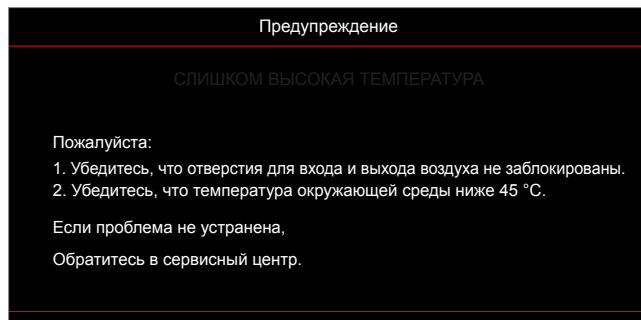 Предупреждение
СЛИШКОМ ВЫСОКАЯ ТЕМПЕРАТУРА
Пожалуйста:
1. Убедитесь, что отверстия для входа и выхода воздуха не заблокированы.
2. Убедитесь, что температура окружающей среды ниже 45 °C.
Если проблема не устранена,
Обратитесь в сервисный центр.